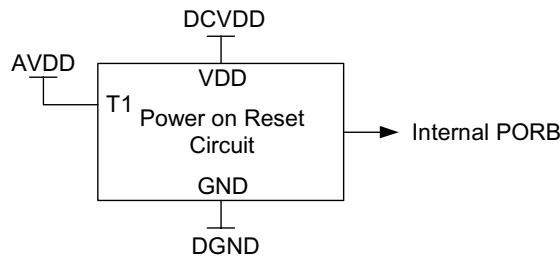 DCVDD
AVDD
VDD
T1
Power on Reset
Circuit
Internal PORB
GND
DGND